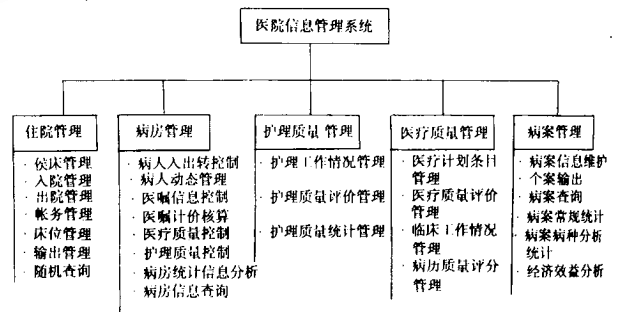 医院信息管理系统
住院管理
· 侯床管理
· 入院管理
· 出院管理
· 帐务管理
· 床位管理
· 输出管理
· 随机查询
病房管理
· 病人入出转控制
· 病人动态管理
· 医嘱信息控制
· 医嘱计价核算
· 医疗质量控制
· 护理质量控制
· 病房统计信息分析
· 病房信息查询
护理质量 管理
· 护理工作情况管理
· 护理质量评价管理
· 护理质量统计管理
医疗质量管理
· 医疗计划条目
管理
· 医疗质量评价
管理
· 临床工作情况
管理
· 病历质量评分
管理
病案管理
· 病案信息维护
· 个案输出
· 病案查询
· 病案常规统计
· 病案病种分析
统计
· 经济效益分析